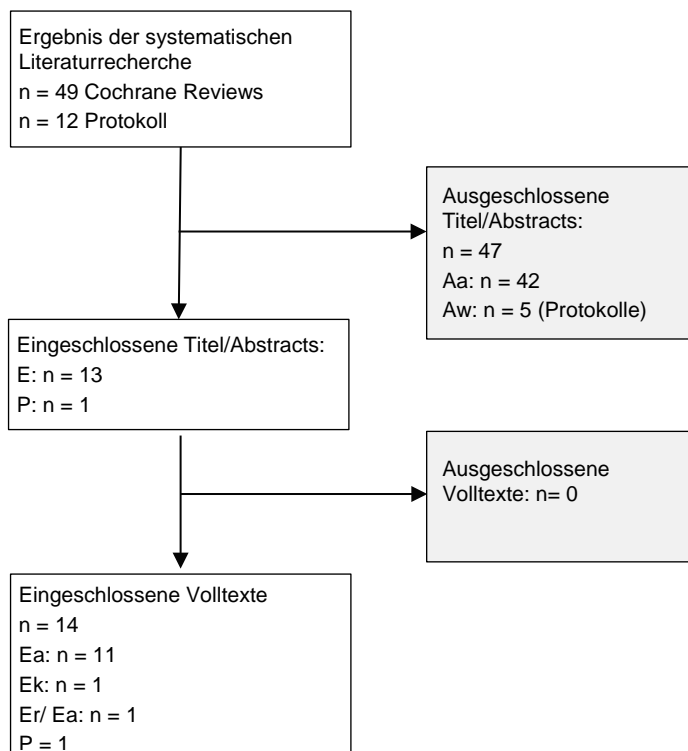 Ergebnis der systematischen
Literaturrecherche
n = 49 Cochrane Reviews
n = 12 Protokoll
Ausgeschlossene
Titel/Abstracts:
n = 47
Aa: n = 42
Aw: n = 5 (Protokolle)
Eingeschlossene Titel/Abstracts:
E: n = 13
P: n = 1
Ausgeschlossene
Volltexte: n= 0
Eingeschlossene Volltexte
n = 14
Ea: n = 11
Ek: n = 1
Er/ Ea: n = 1
P = 1